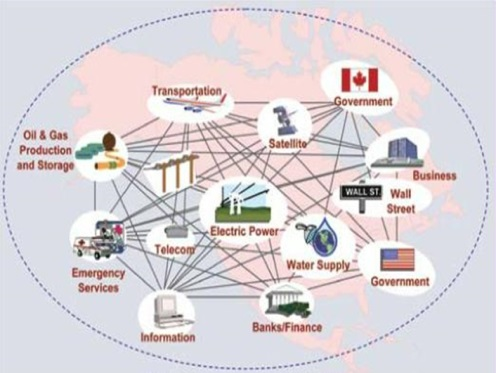 Transportation
Government
Oil & Gas
Production
and Storage
Satellite
Business
WALL ST
Wall
Street
Electric Power
Telecom
Water Supply
Emergency
Services
Government
Information
Banks/Finance